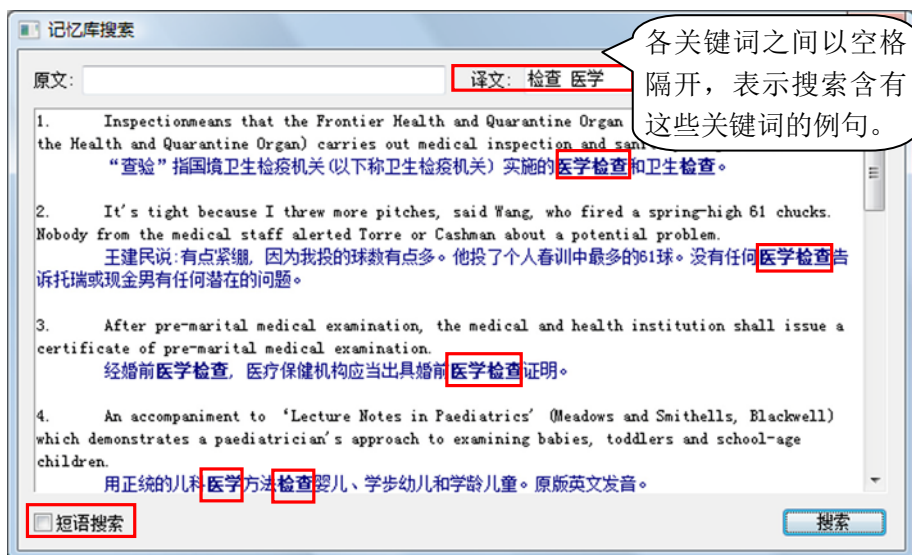 记忆库搜索
各关键词之间以空格
隔开，表示搜索含有
这些关键词的例句。
原文:
译文: 检查 医学
1. Inspectionmeans that the Frontier Health and Quarantine Organ
the Health and Quarantine Organ) carries out medical inspection and
“查验”指国境卫生检疫机关(以下称卫生检疫机关) 实施的医学检查和卫生检查。
2. It's tight because I threw more pitches, said Wang, who fired a spring-high 61 chucks.
Nobody from the medical staff alerted Torre or Cashman about a potential problem.
王建民说:有点紧绷, 因为我投的球数有点多。他投了个人春训中最多的61球。没有任何医学检查告
诉托瑞或现金男有任何潜在的问题。
3. After pre-marital medical examination, the medical and health institution shall issue a
certificate of pre-marital medical examination.
经婚前医学检查, 医疗保健机构应当出具婚前医学检查证明。
4. An accompaniment to ‘Lecture Notes in Paediatrics’ (Meadows and Smithells, Blackwell)
which demonstrates a paediatrician's approach to examining babies, toddlers and school-age
children.
用正统的儿科医学方法检查婴儿、学步幼儿和学龄儿童。原版英文发音。
短语搜索
搜索